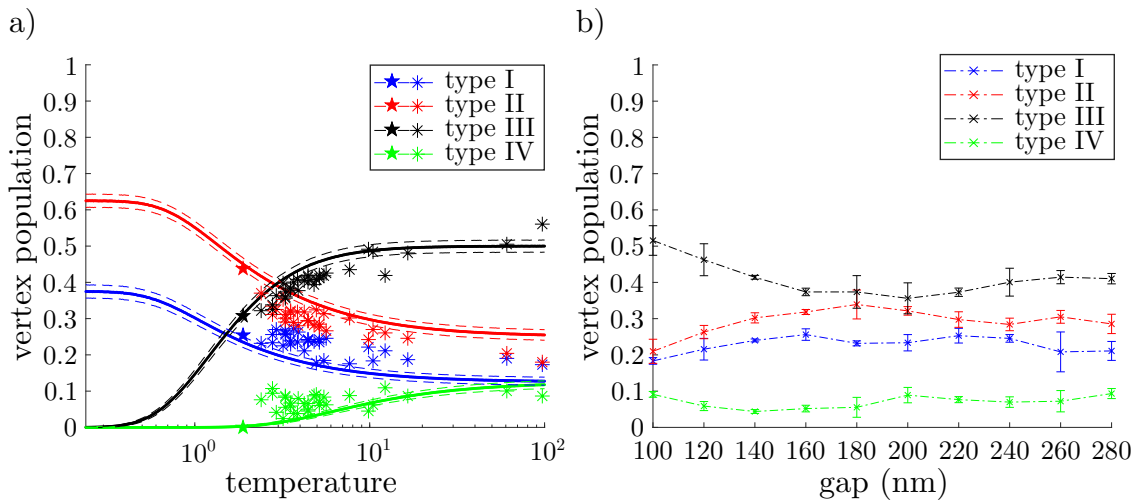 a)
1
0.9
0.8
0.7
0.6
0.5
0.4
0.3
0.2
0.1
0
vertex population
type I
type II
type III
type IV
10^0
10^1
10^2
temperature
b)
1
0.9
0.8
0.7
0.6
0.5
0.4
0.3
0.2
0.1
0
vertex population
type I
type II
type III
type IV
100 120 140 160 180 200 220 240 260 280
gap (nm)